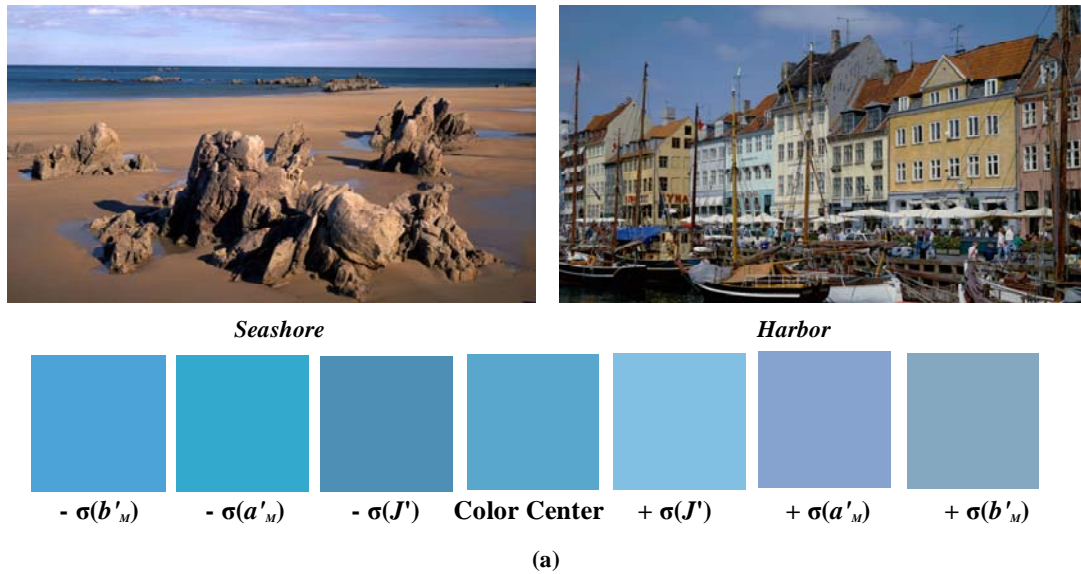 Seashore
Harbor
- σ(b'M)
- σ(a'M)
- σ(J')
Color Center
+ σ(J')
+ σ(a'M)
+ σ(b'M)
(a)